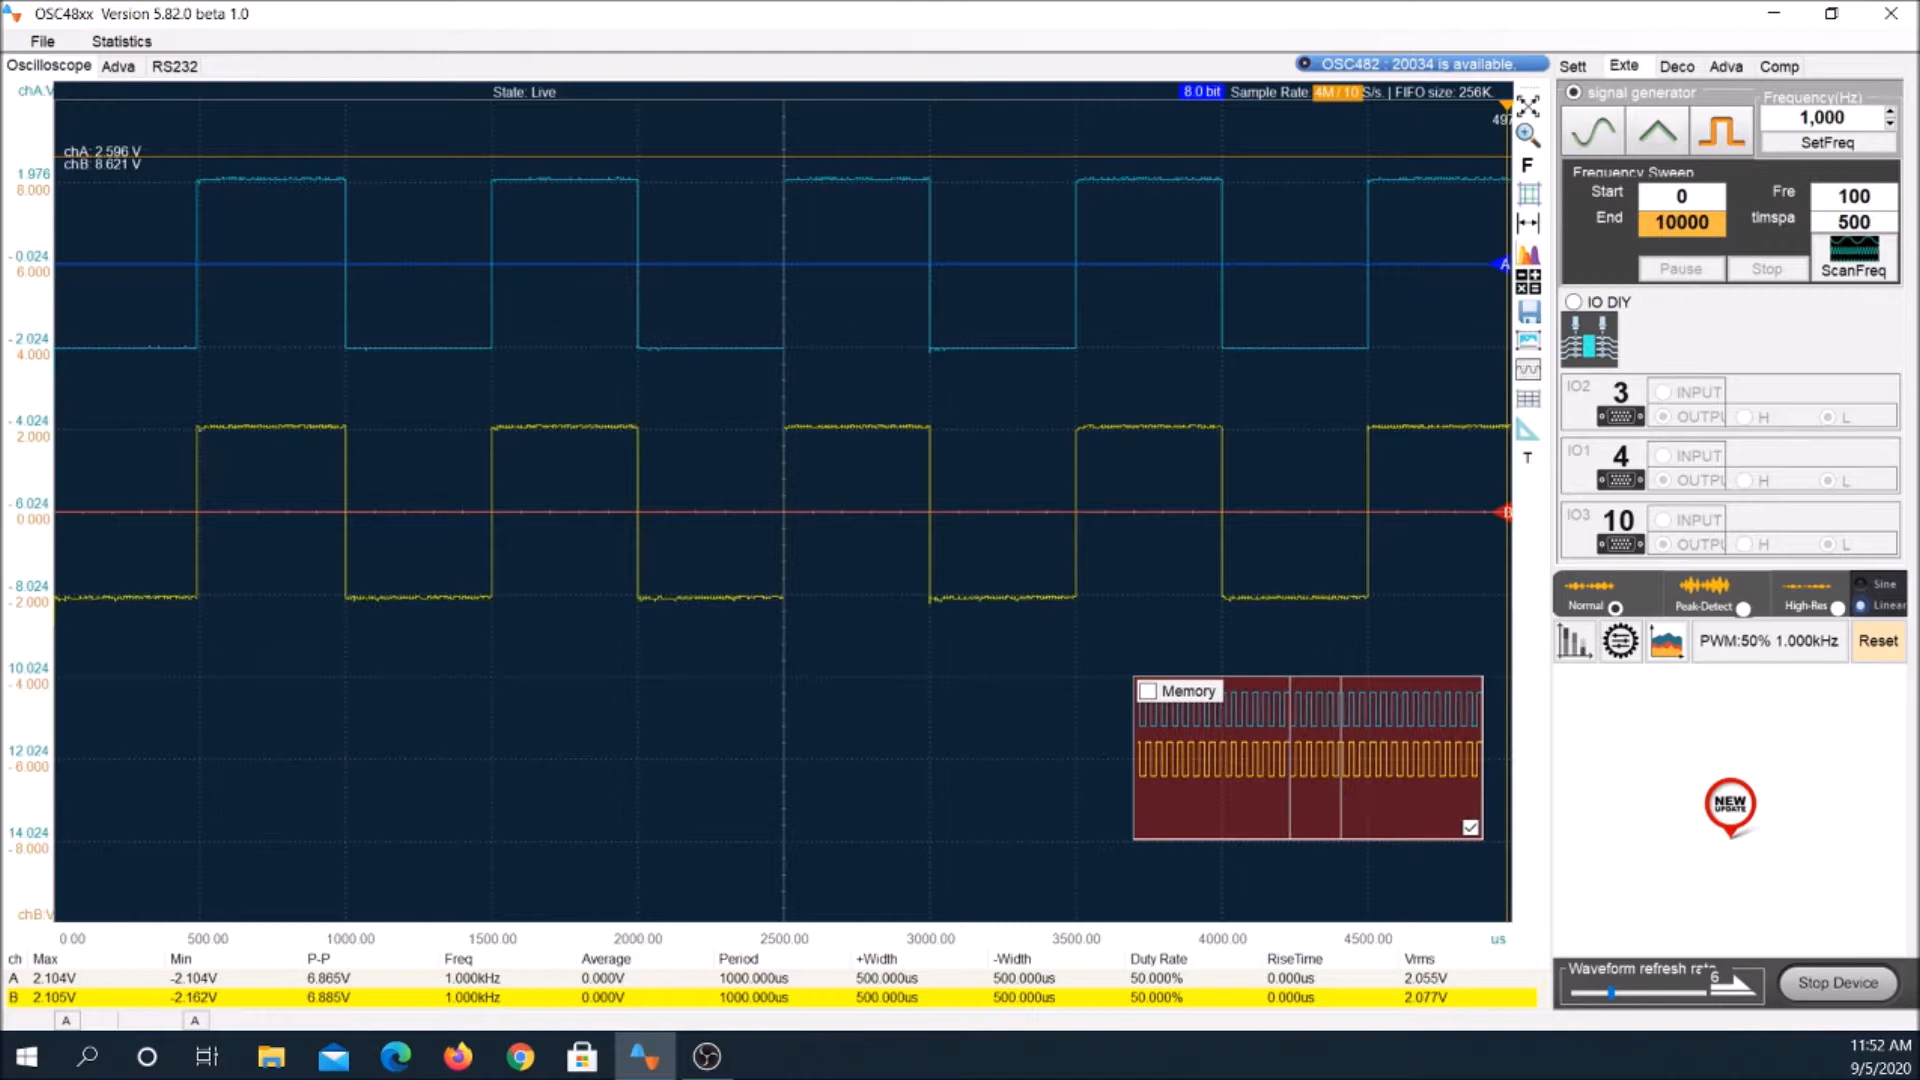 OSC48xx Version 5.82.0 beta 1.0
File Statistics
Oscilloscope Adva RS232
OSC482 : 20034 is available.
Sett Exte Deco Adva Comp
chA:V
State: Live
8.0 bit Sample Rate: 4M / 10 S/s. | FIFO size: 256K.
497
chA: 2.596 V
chB: 8.621 V
1.976
8.000
-0.024
6.000
A
-2.024
4.000
-4.024
2.000
-6.024
0.000
B
-8.024
-2.000
10.024
-4.000
12.024
-6.000
14.024
-8.000
chB:V
Memory
0.00 500.00 1000.00 1500.00 2000.00 2500.00 3000.00 3500.00 4000.00 4500.00 us
F
T
signal generator
Frequency(Hz)
1,000
SetFreq
Frequency Sweep
Start 0 Fre 100
End 10000 timspa 500
Pause Stop ScanFreq
IO DIY
IO2 3 INPUT
OUTPU H L
IO1 4 INPUT
OUTPU H L
IO3 10 INPUT
OUTPU H L
Normal Peak-Detect High-Res
Sine
Linear
PWM:50% 1.000kHz Reset
NEW
UPDATE
Waveform refresh rate
6
Stop Device
ch Max Min P-P Freq Average Period +Width -Width Duty Rate RiseTime Vrms
A 2.104V -2.104V 6.865V 1.000kHz 0.000V 1000.000us 500.000us 500.000us 50.000% 0.000us 2.055V
B 2.105V -2.162V 6.885V 1.000kHz 0.000V 1000.000us 500.000us 500.000us 50.000% 0.000us 2.077V
A A
11:52 AM
9/5/2020